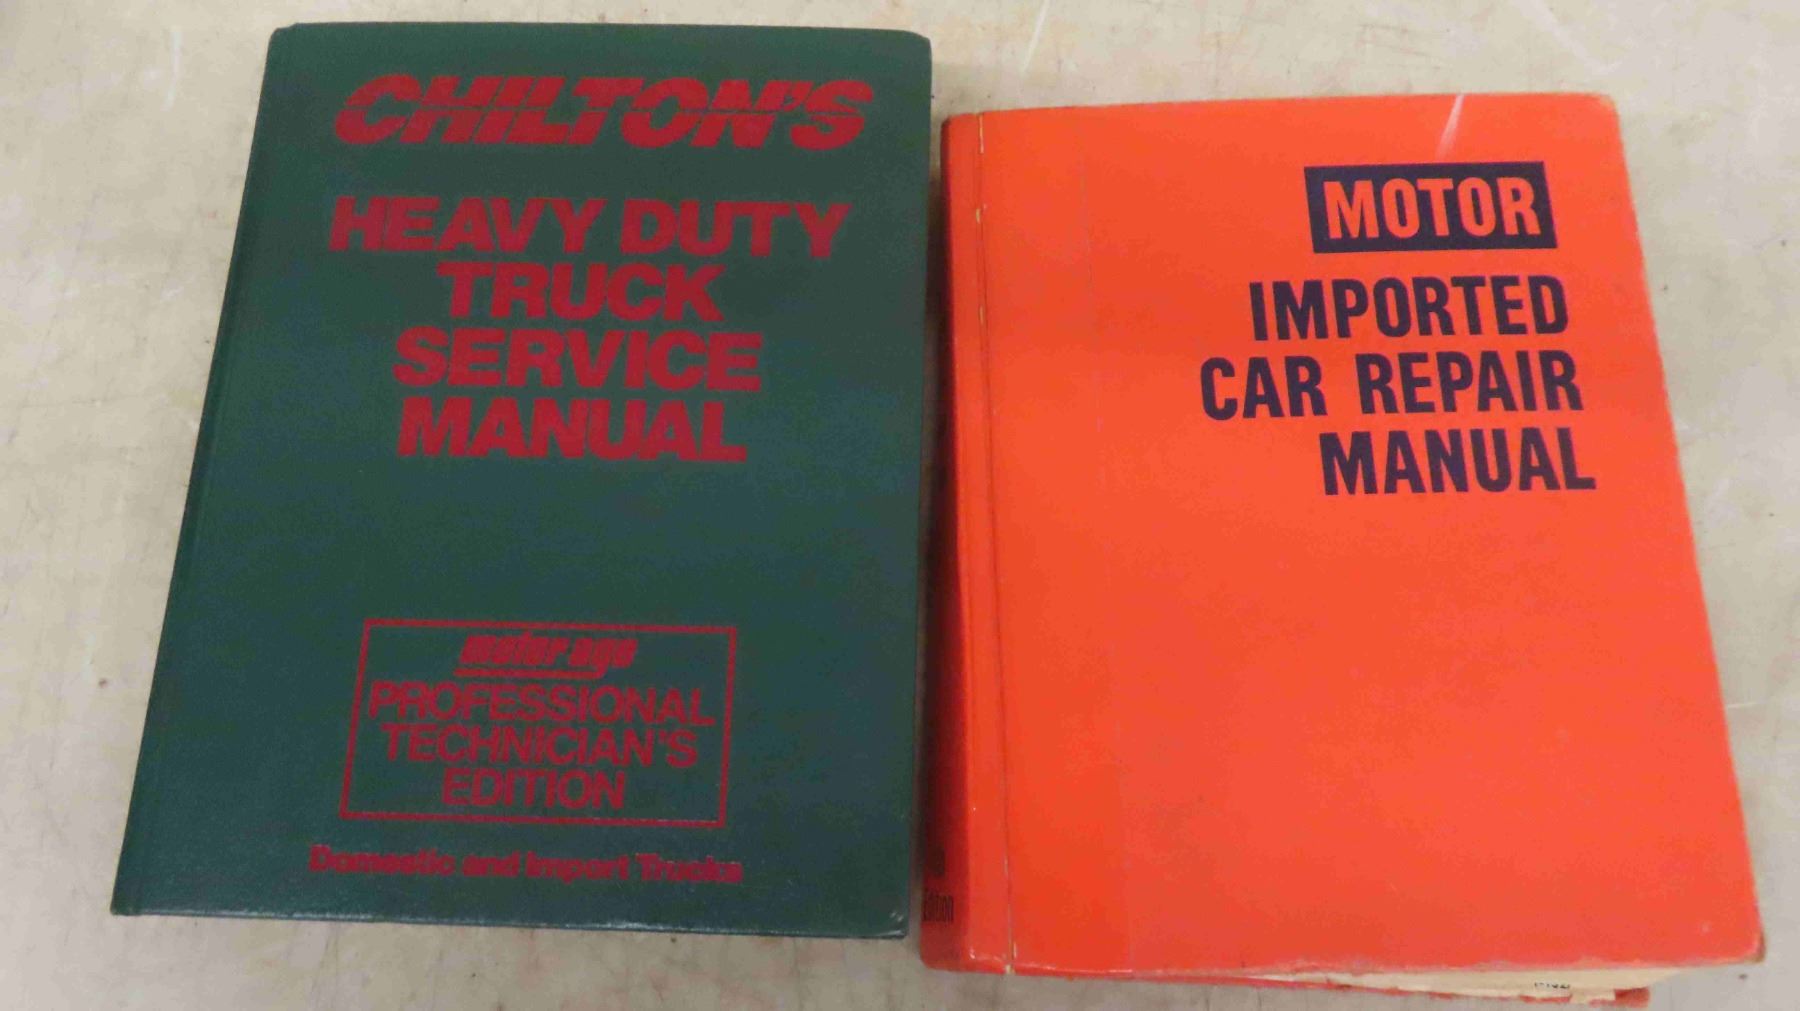 CHILTON'S
HEAVY DUTY
TRUCK
SERVICE
MANUAL
motor age
PROFESSIONAL
TECHNICIAN'S
EDITION
Domestic and Import Trucks
MOTOR
IMPORTED
CAR REPAIR
MANUAL
Edition